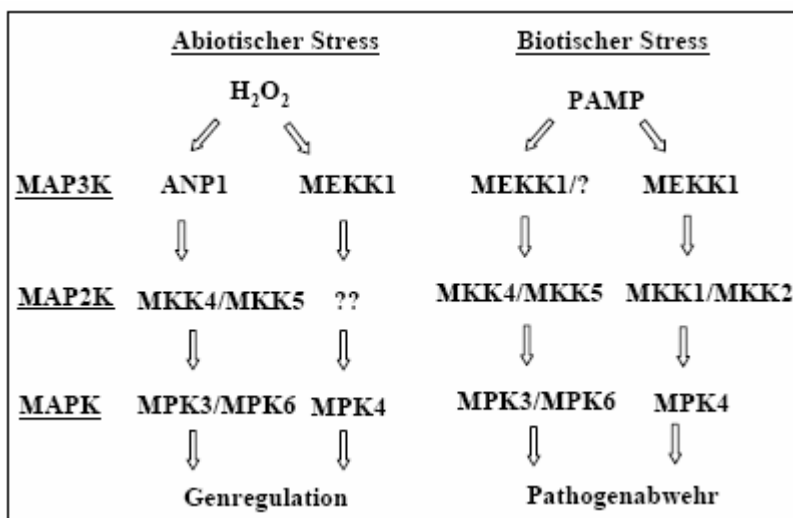 Abiotischer Stress Biotischer Stress
H₂O₂ PAMP
MAP3K ANP1 MEKK1 MEKK1/? MEKK1
MAP2K MKK4/MKK5 ?? MKK4/MKK5 MKK1/MKK2
MAPK MPK3/MPK6 MPK4 MPK3/MPK6 MPK4
Genregulation Pathogenabwehr